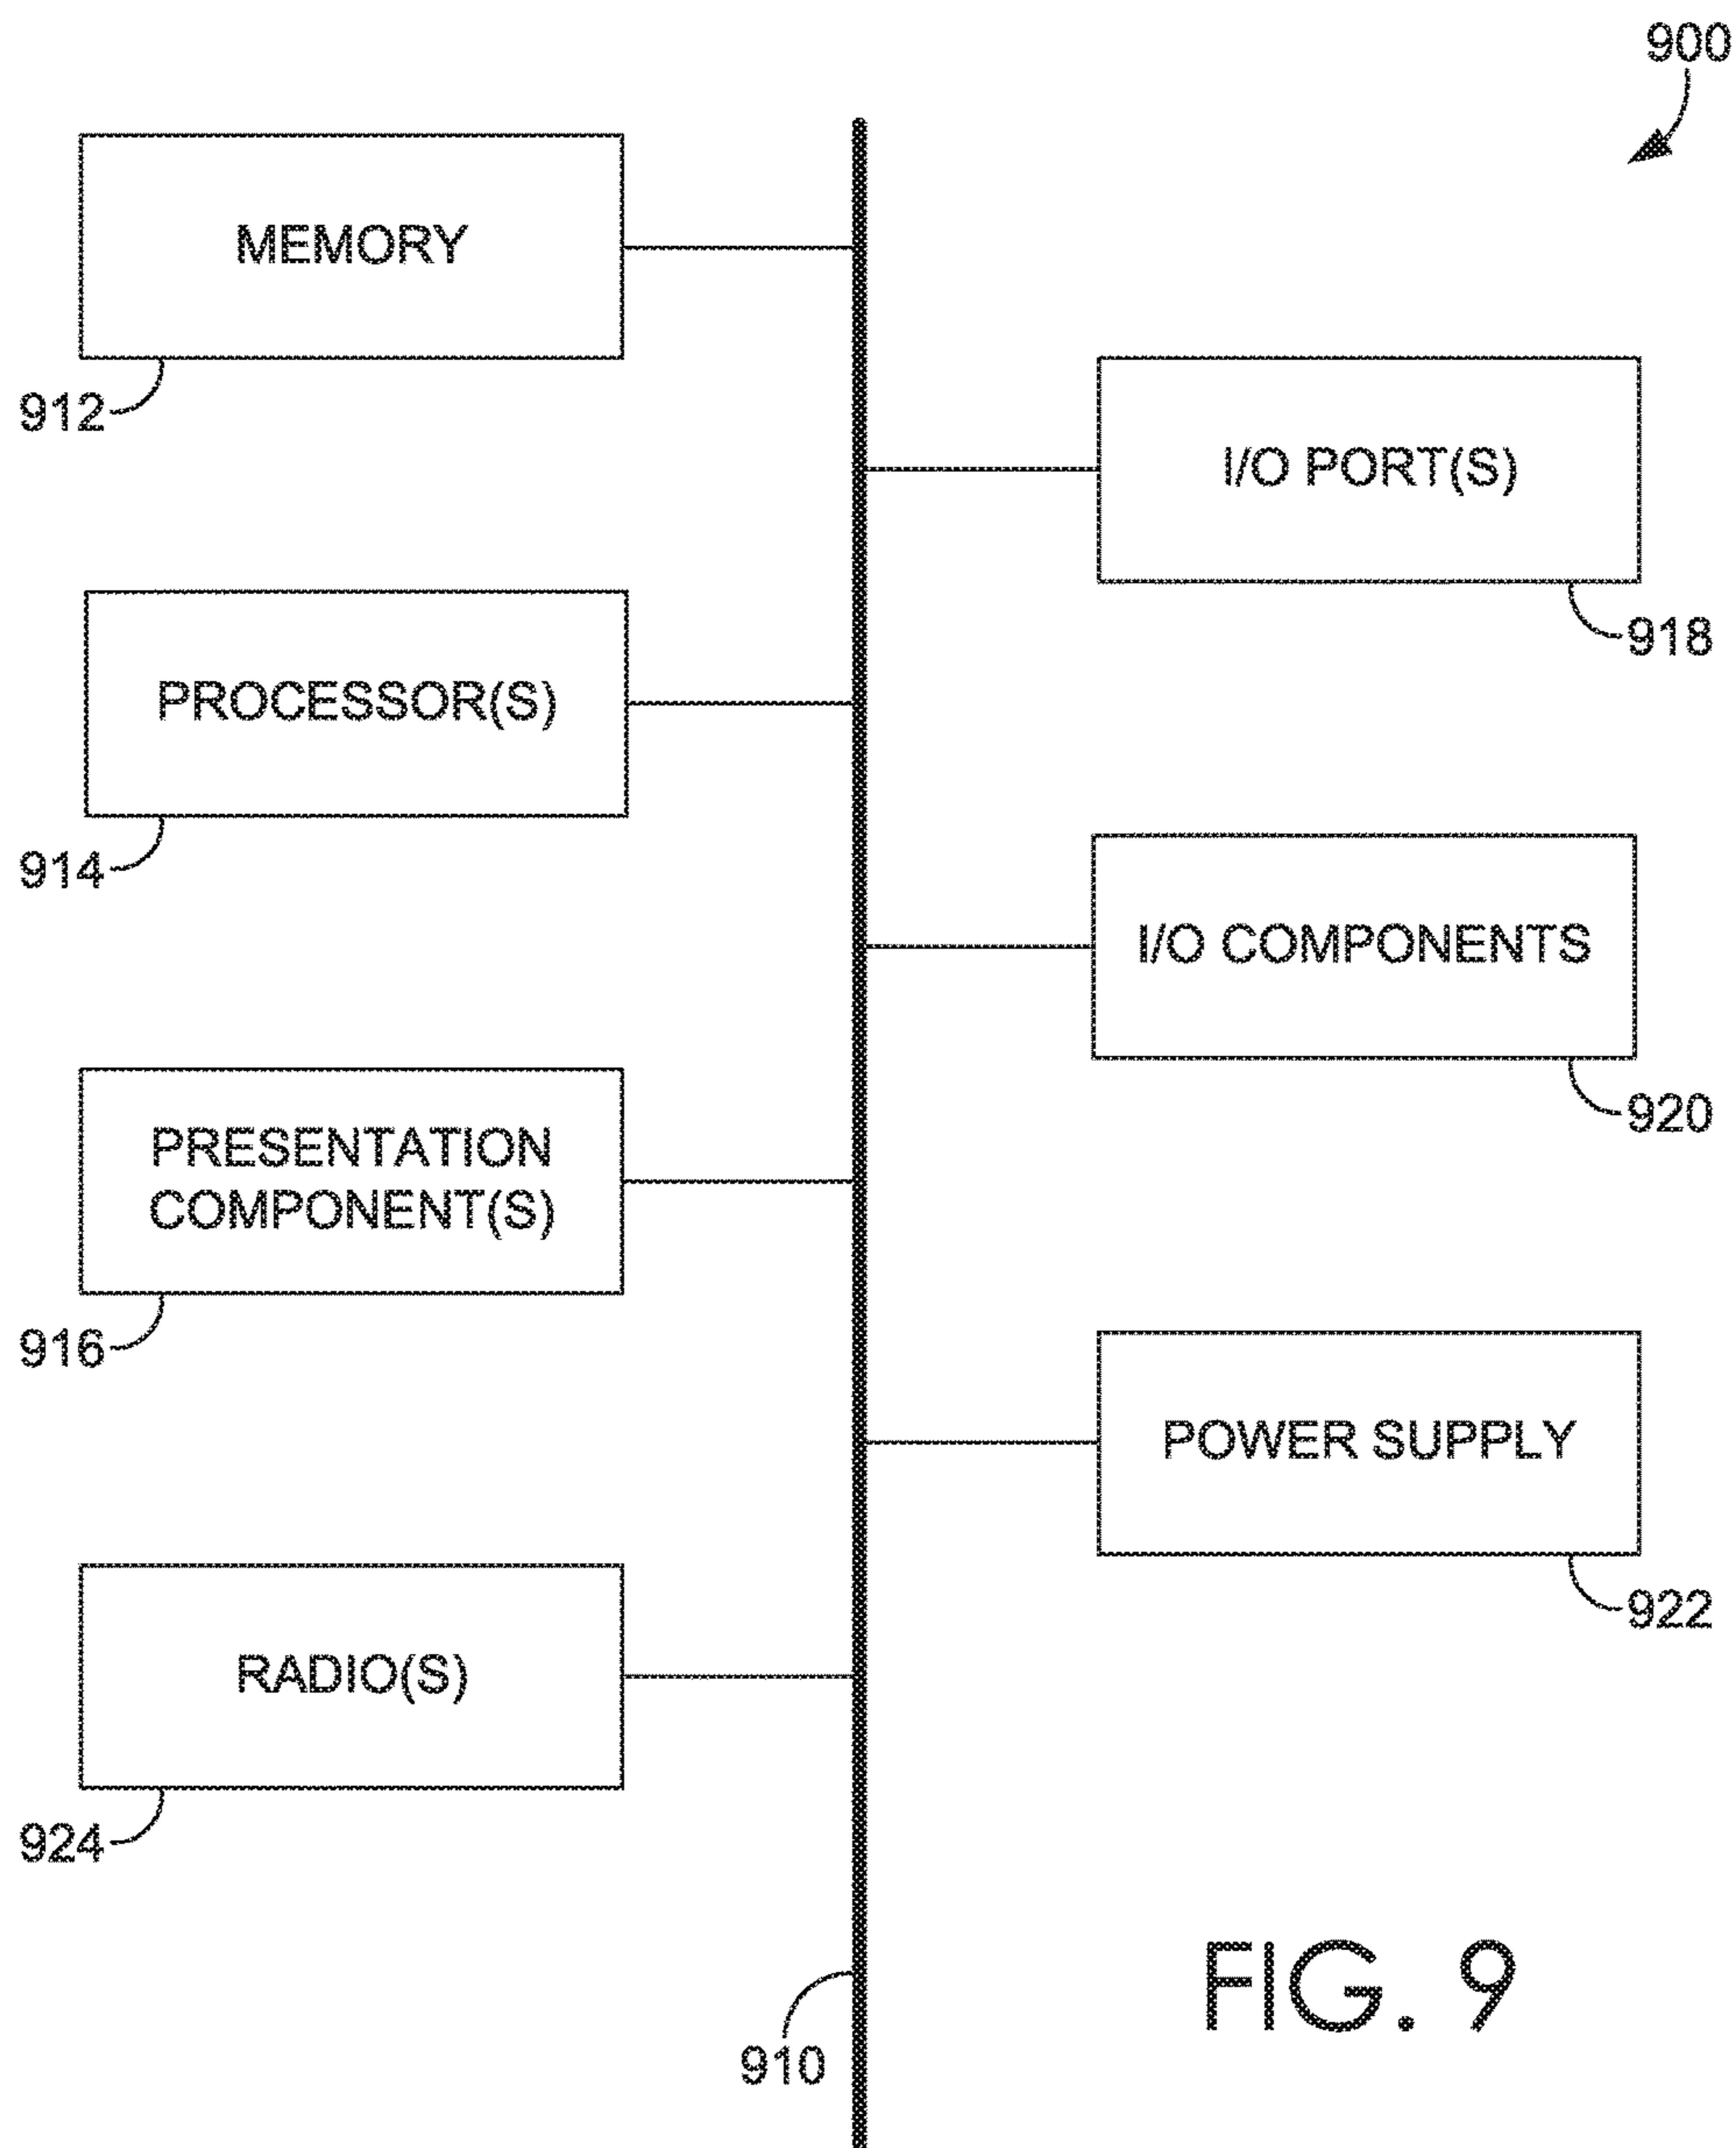 900
MEMORY
912
I/O PORT(S)
918
PROCESSOR(S)
914
I/O COMPONENTS
920
PRESENTATION
COMPONENT(S)
916
POWER SUPPLY
922
RADIO(S)
924
910
FIG. 9